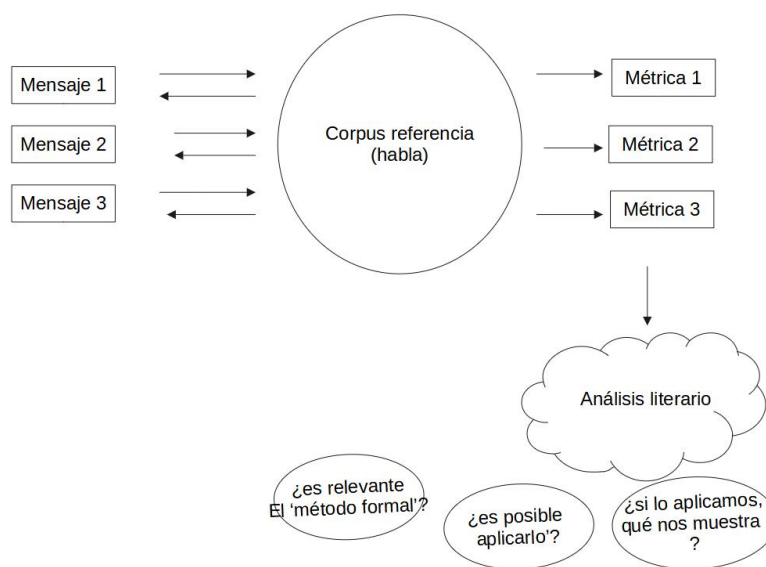 Mensaje 1
Mensaje 2
Mensaje 3
Corpus referencia
(habla)
Métrica 1
Métrica 2
Métrica 3
Análisis literario
¿es relevante
El ‘método formal’?
¿es posible
aplicarlo’?
¿si lo aplicamos,
qué nos muestra
?